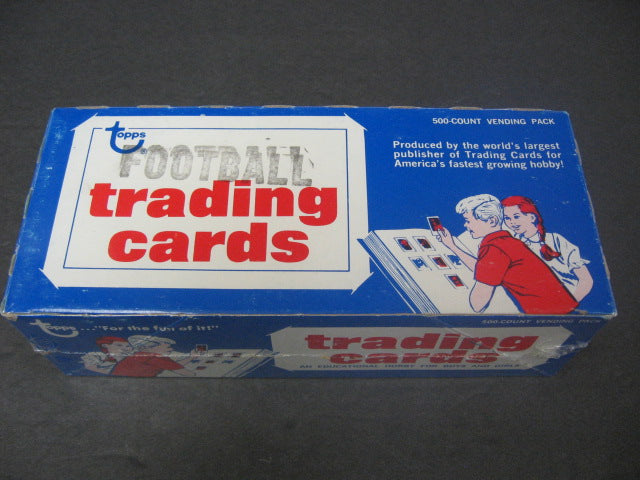 topps
FOOTBALL
trading
cards
500-COUNT VENDING PACK
Produced by the world's largest
publisher of Trading Cards for
America's fastest growing hobby!
topps..."For the fun of it!"
500-COUNT VENDING PACK
trading
cards
AN EDUCATIONAL HOBBY FOR BOYS AND GIRLS